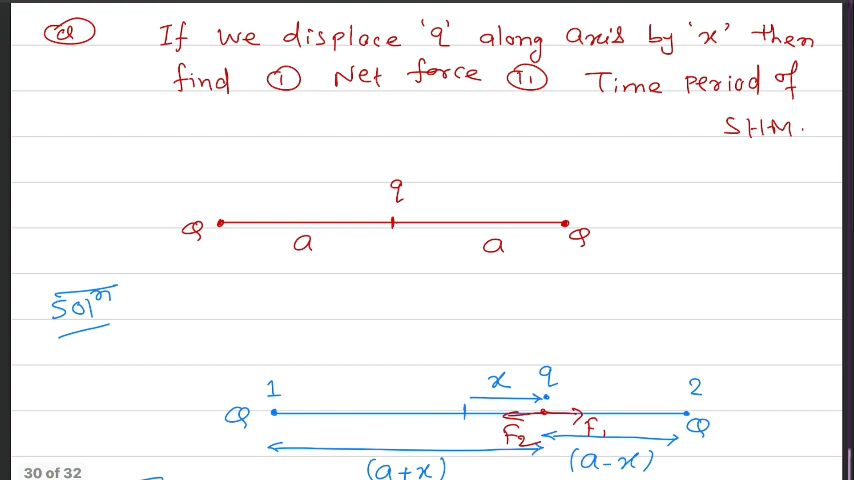 Q If we displace 'q' along axis by 'x' then
find I Net force II Time period of
SHM.
q
Q a a Q
Solⁿ
1 x q 2
Q F₂ F₁ Q
(a+x) (a-x)
30 of 32